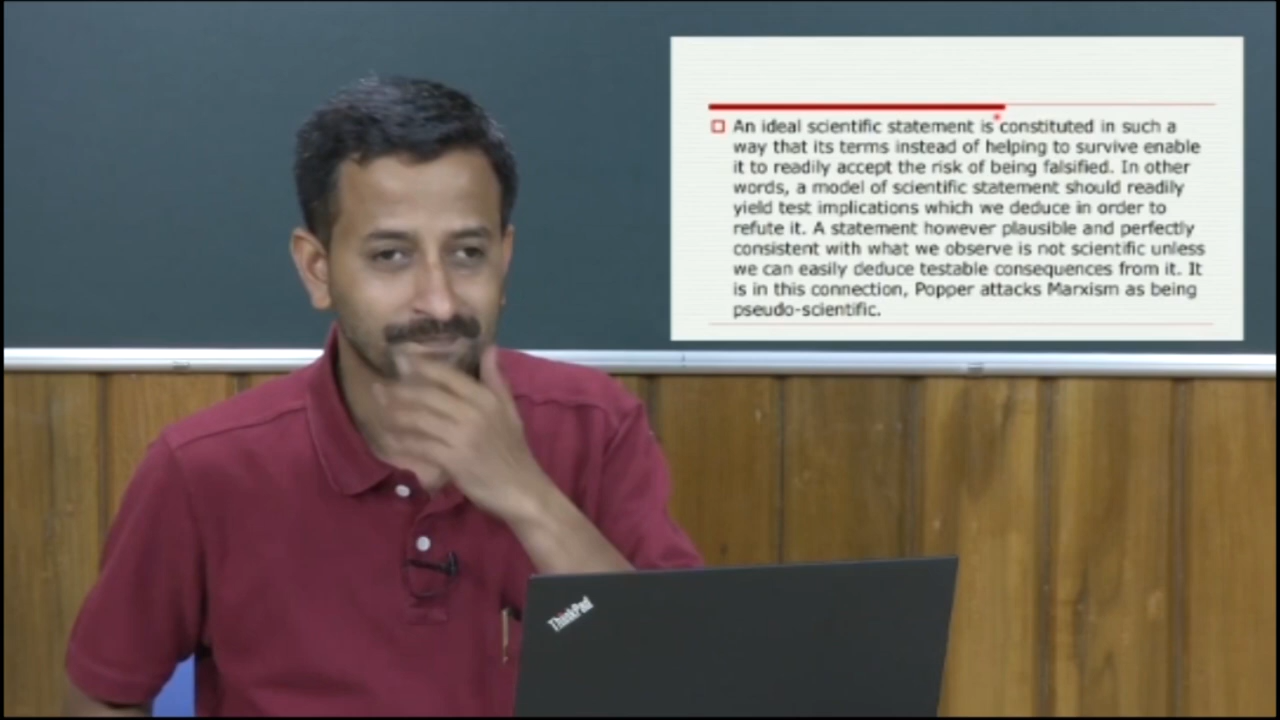 An ideal scientific statement is constituted in such a
way that its terms instead of helping to survive enable
it to readily accept the risk of being falsified. In other
words, a model of scientific statement should readily
yield test implications which we deduce in order to
refute it. A statement however plausible and perfectly
consistent with what we observe is not scientific unless
we can easily deduce testable consequences from it. It
is in this connection, Popper attacks Marxism as being
pseudo-scientific.
ThinkPad